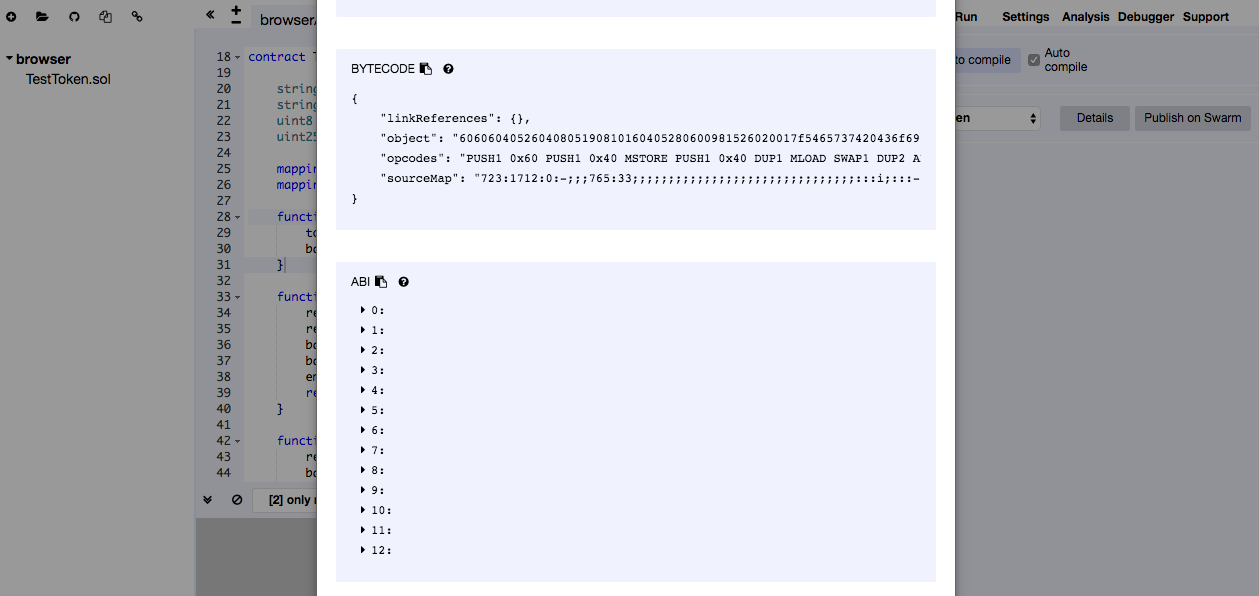 browser/
Run Settings Analysis Debugger Support
browser
TestToken.sol
to compile
Auto compile
en
Details
Publish on Swarm
18 contract T
19
20 string
21 string
22 uint8
23 uint25
24
25 mappin
26 mappin
27
28 functi
29 to
30 ba
31 }
32
33 functi
34 re
35 re
36 ba
37 ba
38 em
39 re
40 }
41
42 functi
43 re
44 ba
[2] only
BYTECODE
{
"linkReferences": {},
"object": "60606040526040805190810160405280600981526020017f5465737420436f69
"opcodes": "PUSH1 0x60 PUSH1 0x40 MSTORE PUSH1 0x40 DUP1 MLOAD SWAP1 DUP2 A
"sourceMap": "723:1712:0:-;;;765:33;;;;;;;;;;;;;;;;;;;;;;;;;;;;;;;:::i;:::-
}
ABI
0:
1:
2:
3:
4:
5:
6:
7:
8:
9:
10:
11:
12: